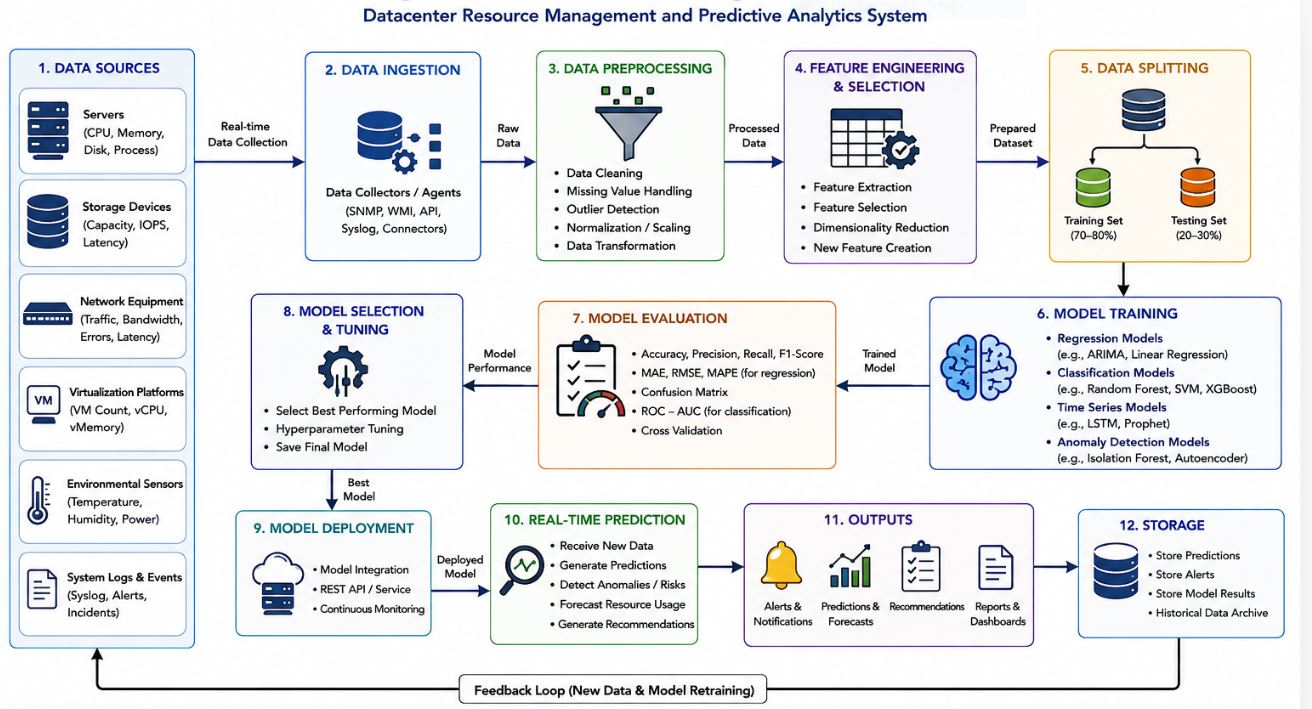 Datacenter Resource Management and Predictive Analytics System
1. DATA SOURCES
Servers
(CPU, Memory,
Disk, Process)
Storage Devices
(Capacity, IOPS,
Latency)
Network Equipment
(Traffic, Bandwidth,
Errors, Latency)
VM
Virtualization Platforms
(VM Count, vCPU,
vMemory)
Environmental Sensors
(Temperature,
Humidity, Power)
System Logs & Events
(Syslog, Alerts,
Incidents)
Real-time
Data Collection
2. DATA INGESTION
Data Collectors / Agents
(SNMP, WMI, API,
Syslog, Connectors)
Raw
Data
3. DATA PREPROCESSING
• Data Cleaning
• Missing Value Handling
• Outlier Detection
• Normalization / Scaling
• Data Transformation
Processed
Data
4. FEATURE ENGINEERING
& SELECTION
• Feature Extraction
• Feature Selection
• Dimensionality Reduction
• New Feature Creation
Prepared
Dataset
5. DATA SPLITTING
Training Set
(70–80%)
Testing Set
(20–30%)
6. MODEL TRAINING
• Regression Models
(e.g., ARIMA, Linear Regression)
• Classification Models
(e.g., Random Forest, SVM, XGBoost)
• Time Series Models
(e.g., LSTM, Prophet)
• Anomaly Detection Models
(e.g., Isolation Forest, Autoencoder)
Trained
Model
7. MODEL EVALUATION
• Accuracy, Precision, Recall, F1-Score
• MAE, RMSE, MAPE (for regression)
• Confusion Matrix
• ROC – AUC (for classification)
• Cross Validation
Model
Performance
8. MODEL SELECTION
& TUNING
• Select Best Performing Model
• Hyperparameter Tuning
• Save Final Model
Best
Model
9. MODEL DEPLOYMENT
• Model Integration
• REST API / Service
• Continuous Monitoring
Deployed
Model
10. REAL-TIME PREDICTION
• Receive New Data
• Generate Predictions
• Detect Anomalies / Risks
• Forecast Resource Usage
• Generate Recommendations
11. OUTPUTS
Alerts &
Notifications
Predictions &
Forecasts
Recommendations
Reports &
Dashboards
12. STORAGE
• Store Predictions
• Store Alerts
• Store Model Results
• Historical Data Archive
Feedback Loop (New Data & Model Retraining)